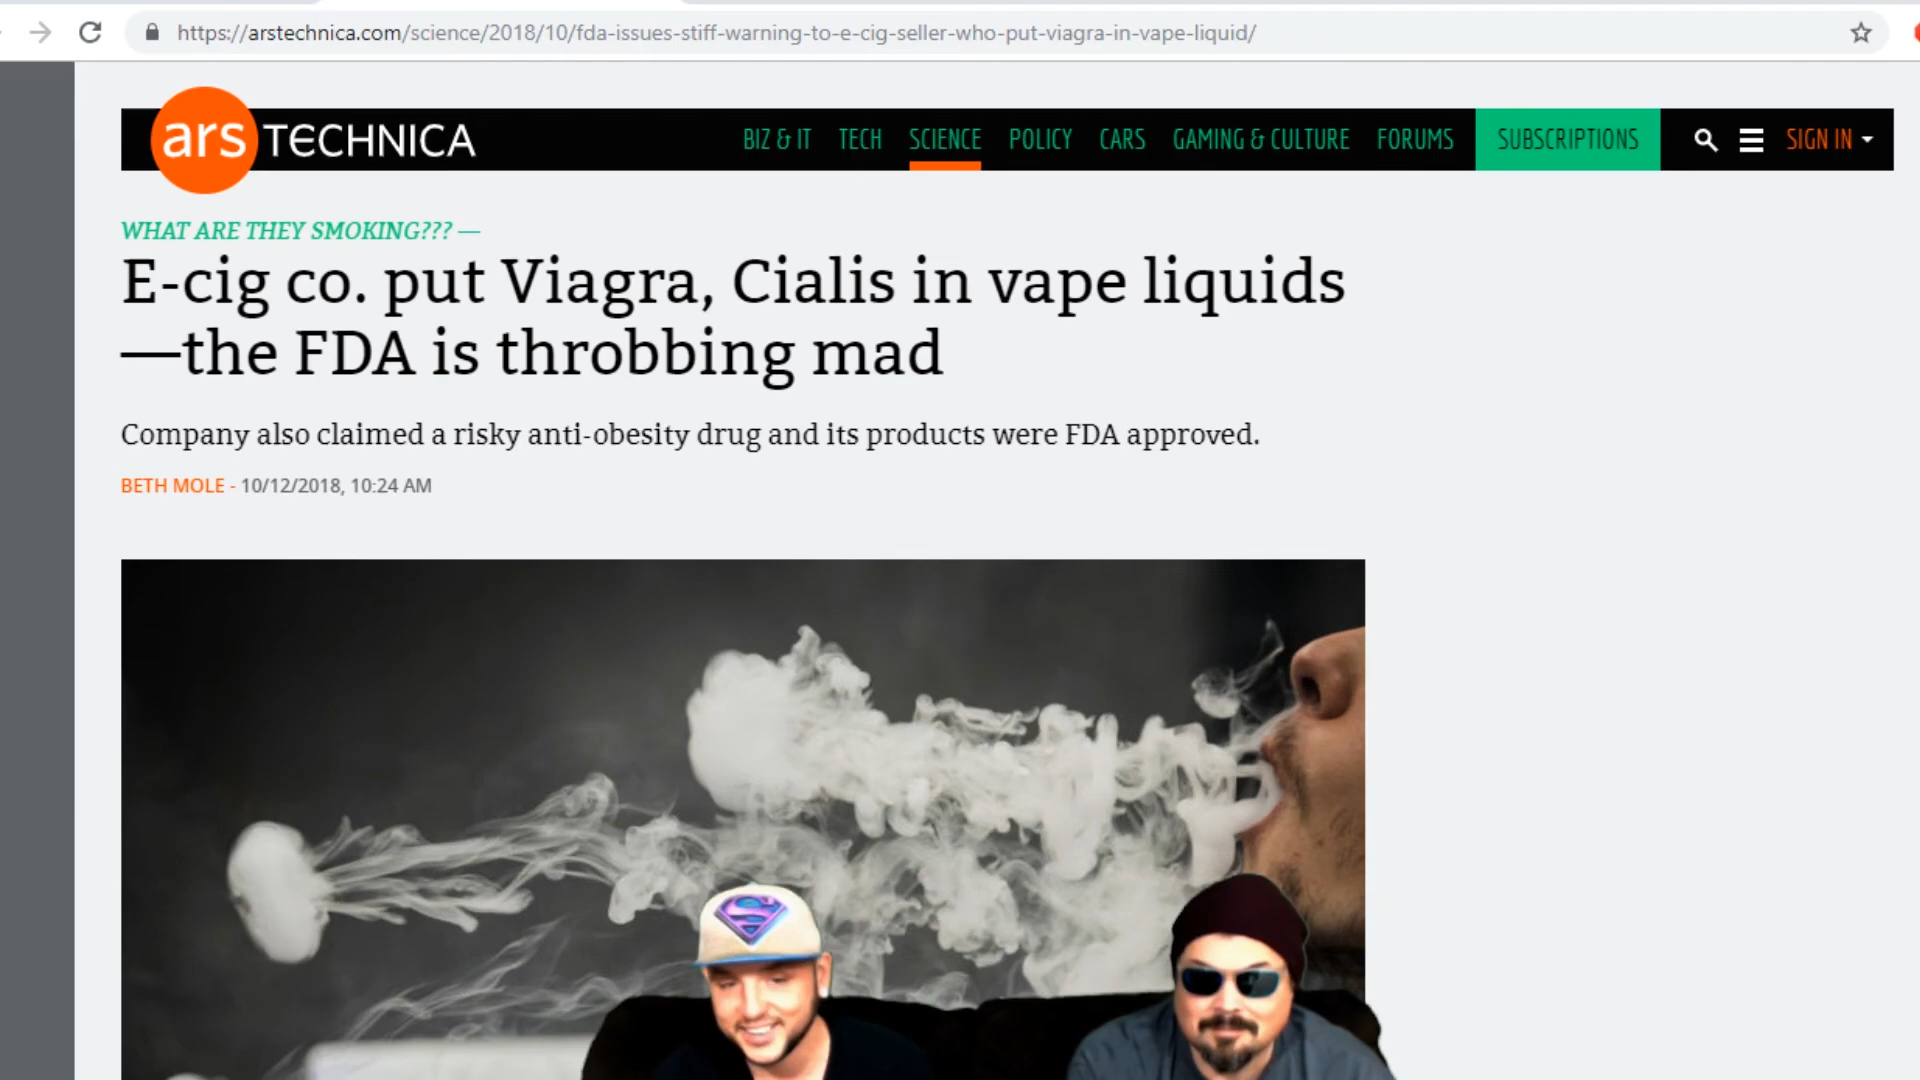 https://arstechnica.com/science/2018/10/fda-issues-stiff-warning-to-e-cig-seller-who-put-viagra-in-vape-liquid/
ars TECHNICA
BIZ & IT TECH SCIENCE POLICY CARS GAMING & CULTURE FORUMS SUBSCRIPTIONS SIGN IN
WHAT ARE THEY SMOKING??? —
E-cig co. put Viagra, Cialis in vape liquids
—the FDA is throbbing mad
Company also claimed a risky anti-obesity drug and its products were FDA approved.
BETH MOLE - 10/12/2018, 10:24 AM
S